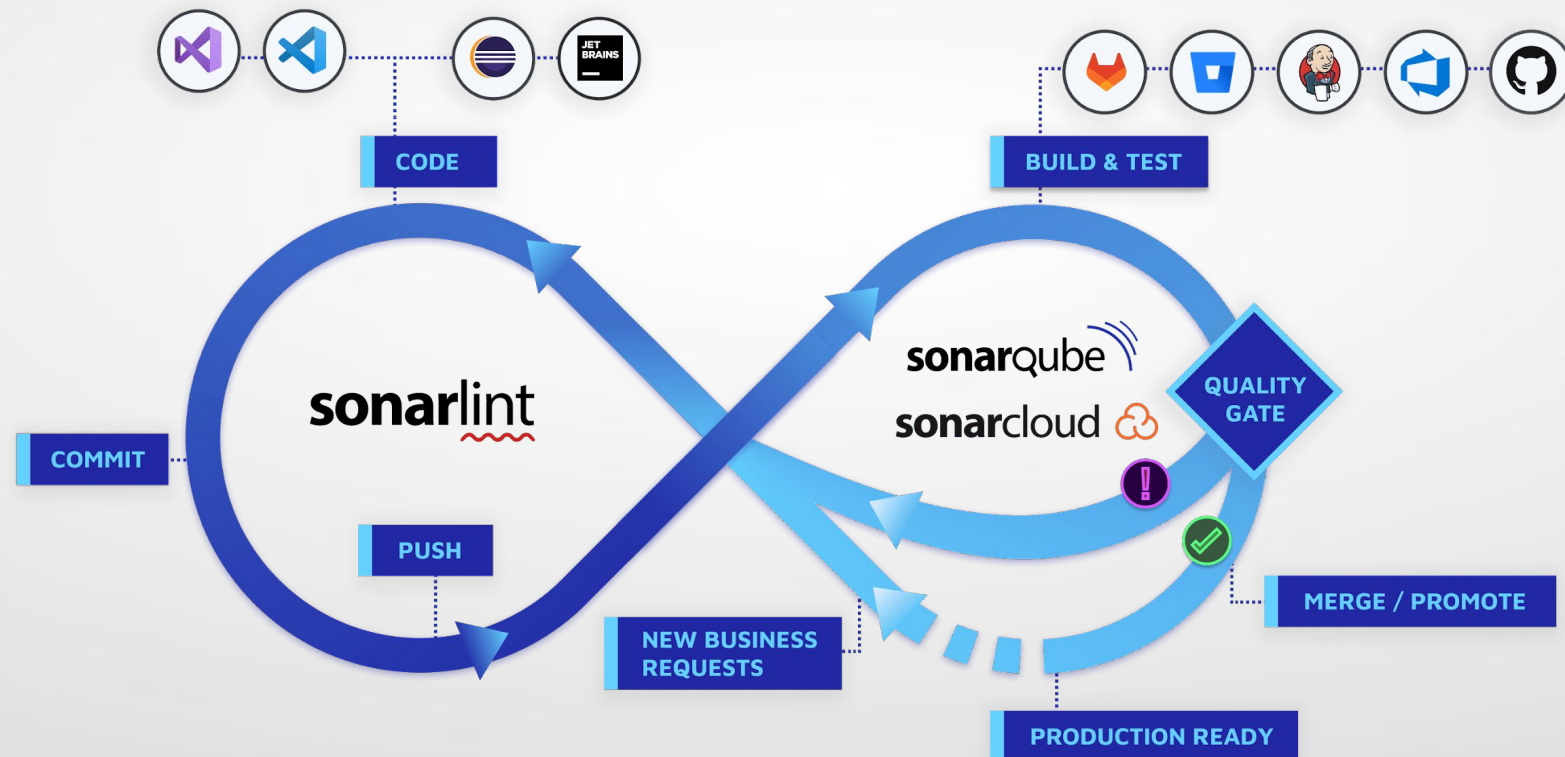 JET
BRAINS
CODE
BUILD & TEST
sonarqube
QUALITY
GATE
sonarlint
sonarcloud
COMMIT
!
PUSH
MERGE / PROMOTE
NEW BUSINESS
REQUESTS
PRODUCTION READY